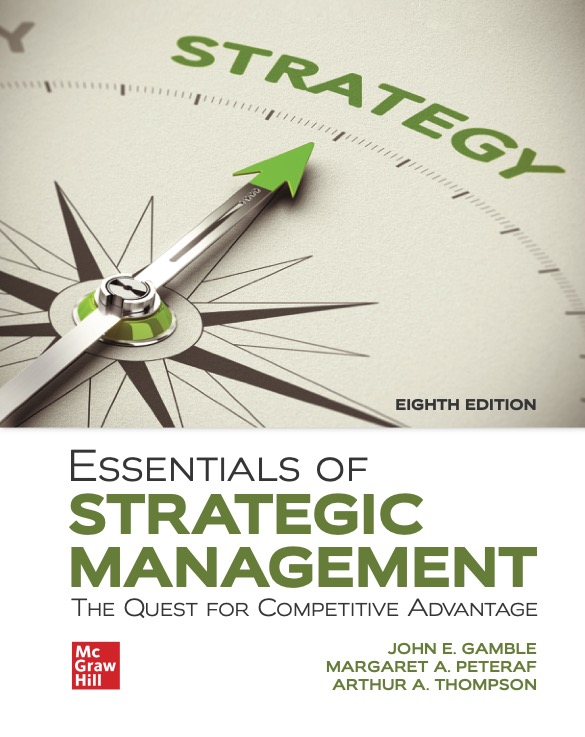 Y
STRATEGY
EIGHTH EDITION
ESSENTIALS OF
STRATEGIC
MANAGEMENT
THE QUEST FOR COMPETITIVE ADVANTAGE
Mc
Graw
Hill
JOHN E. GAMBLE
MARGARET A. PETERAF
ARTHUR A. THOMPSON